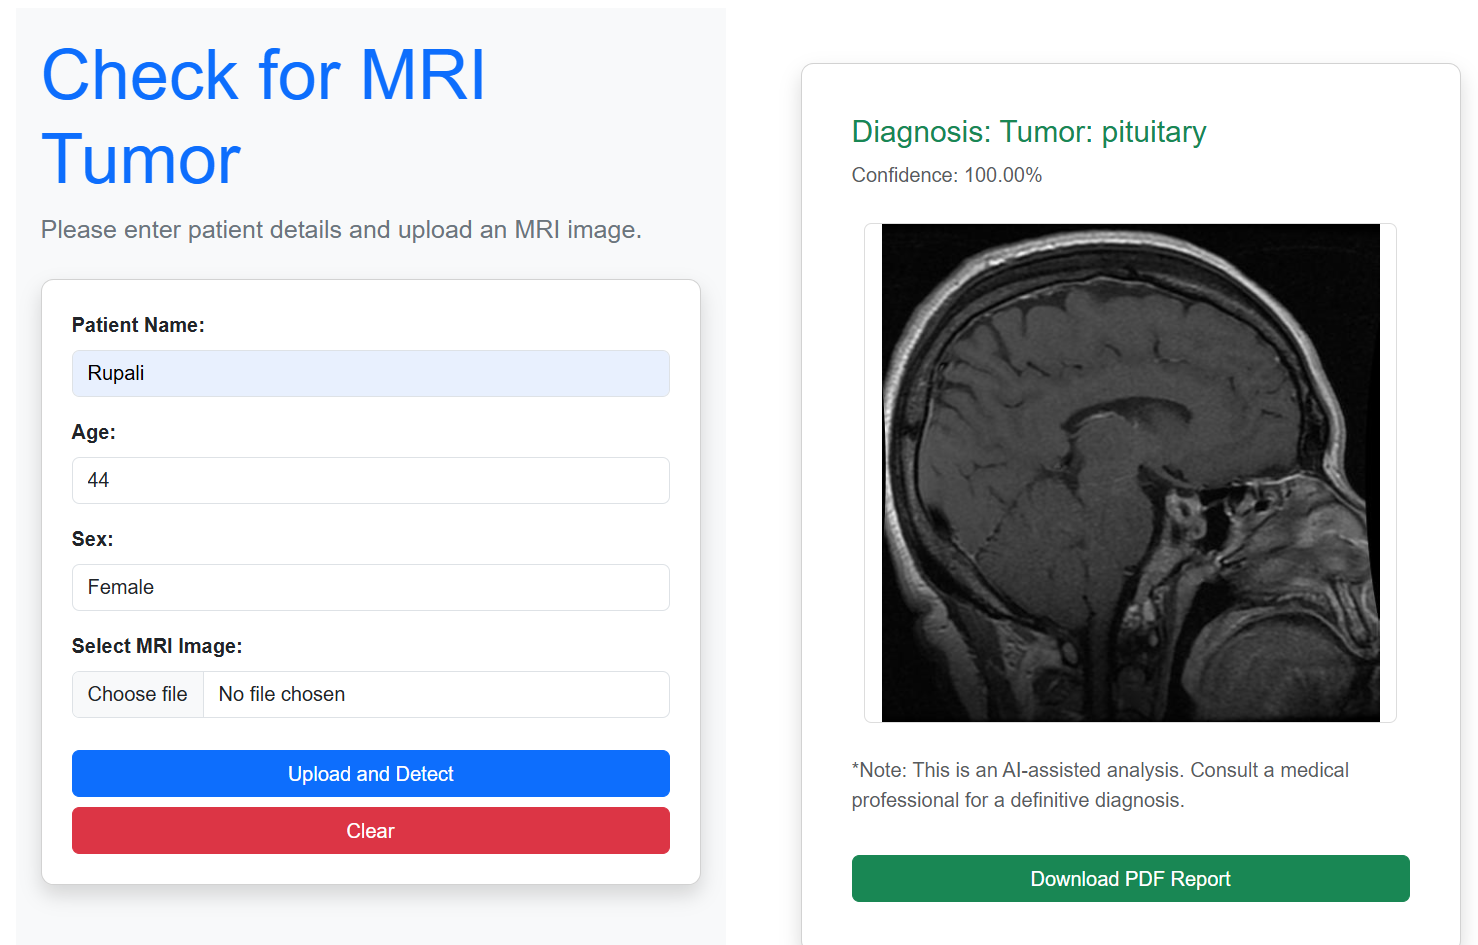 Check for MRI
Tumor
Please enter patient details and upload an MRI image.
Patient Name:
Rupali
Age:
44
Sex:
Female
Select MRI Image:
Choose file No file chosen
Upload and Detect
Clear
Diagnosis: Tumor: pituitary
Confidence: 100.00%
*Note: This is an AI-assisted analysis. Consult a medical
professional for a definitive diagnosis.
Download PDF Report